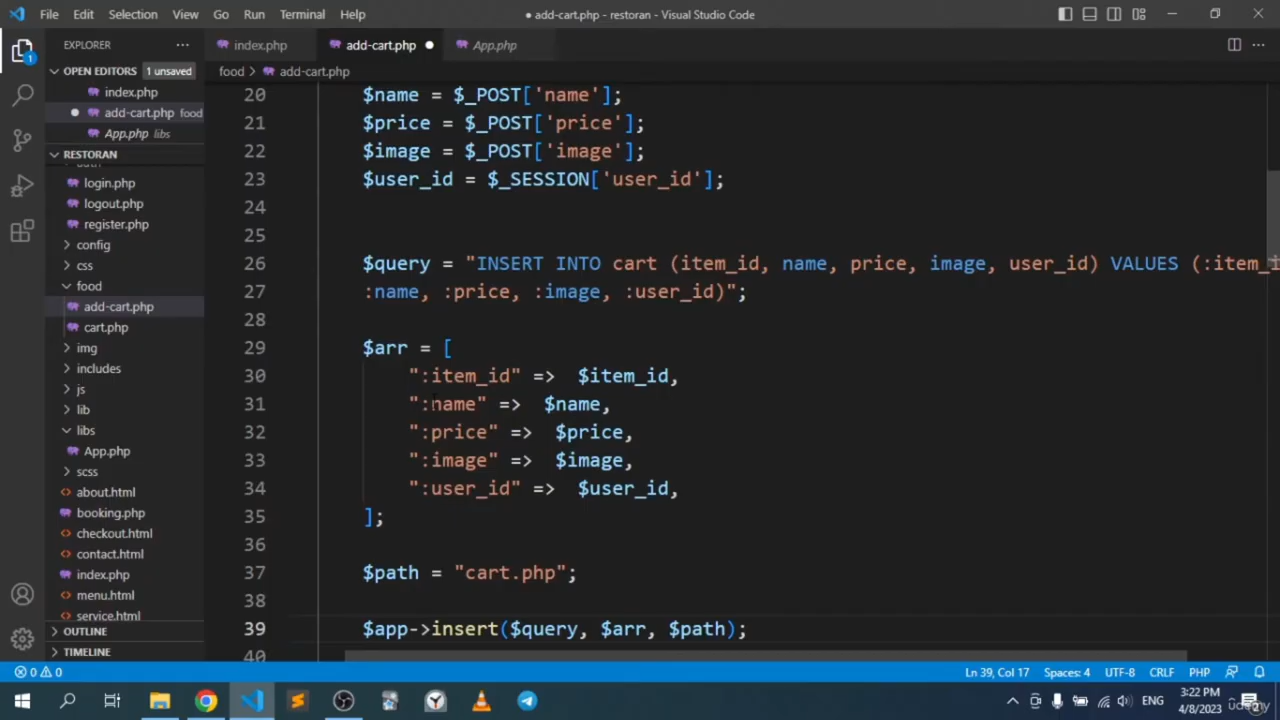 File Edit Selection View Go Run Terminal Help
● add-cart.php - restoran - Visual Studio Code
EXPLORER
index.php
add-cart.php
App.php
OPEN EDITORS 1 unsaved
index.php
add-cart.php food
App.php libs
RESTORAN
login.php
logout.php
register.php
config
css
food
add-cart.php
cart.php
img
includes
js
lib
libs
App.php
scss
about.html
booking.php
checkout.html
contact.html
index.php
menu.html
service.html
OUTLINE
TIMELINE
food > add-cart.php
20 $name = $_POST['name'];
21 $price = $_POST['price'];
22 $image = $_POST['image'];
23 $user_id = $_SESSION['user_id'];
24
25
26 $query = "INSERT INTO cart (item_id, name, price, image, user_id) VALUES (:item_i
27 :name, :price, :image, :user_id)";
28
29 $arr = [
30 ":item_id" => $item_id,
31 ":name" => $name,
32 ":price" => $price,
33 ":image" => $image,
34 ":user_id" => $user_id,
35 ];
36
37 $path = "cart.php";
38
39 $app->insert($query, $arr, $path);
40
0 0
Ln 39, Col 17 Spaces: 4 UTF-8 CRLF PHP
ENG
3:22 PM
4/8/2023
Udemy